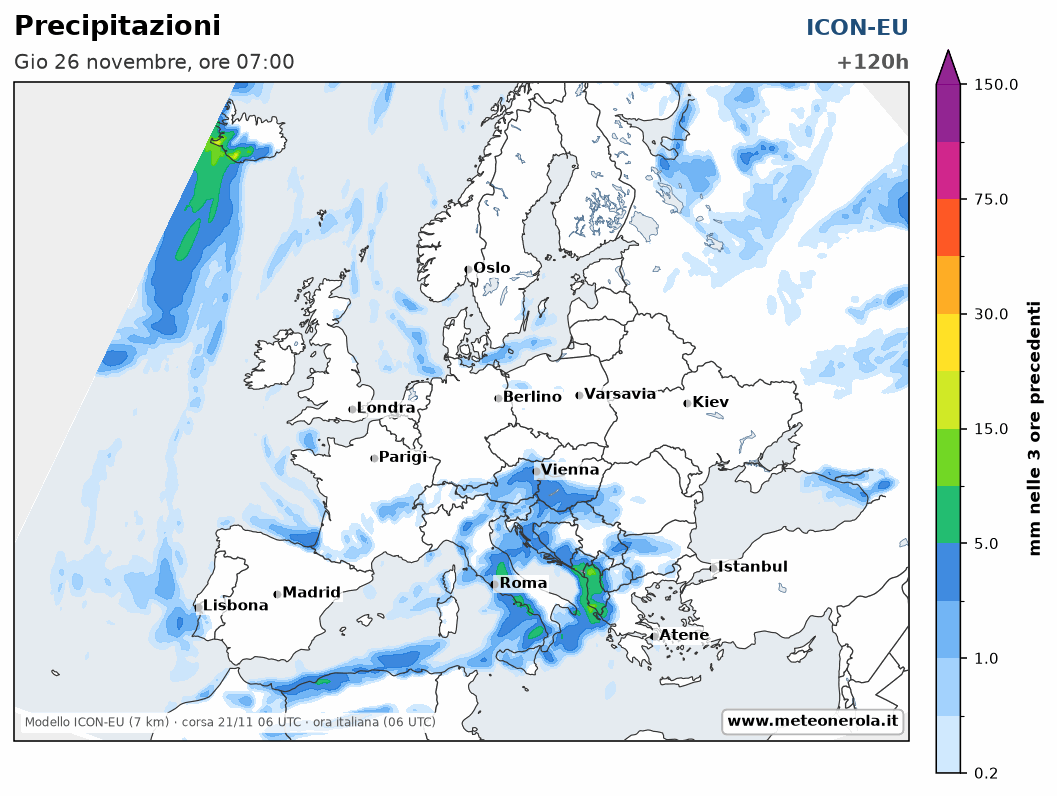 Precipitazioni
ICON-EU
Gio 26 novembre, ore 07:00
+120h
150.0
75.0
30.0
15.0
5.0
1.0
0.2
mm nelle 3 ore precedenti
Oslo
Berlino
Varsavia
Kiev
Londra
Parigi
Vienna
Istanbul
Roma
Madrid
Lisbona
Atene
Modello ICON-EU (7 km) · corsa 21/11 06 UTC · ora italiana (06 UTC)
www.meteonerola.it